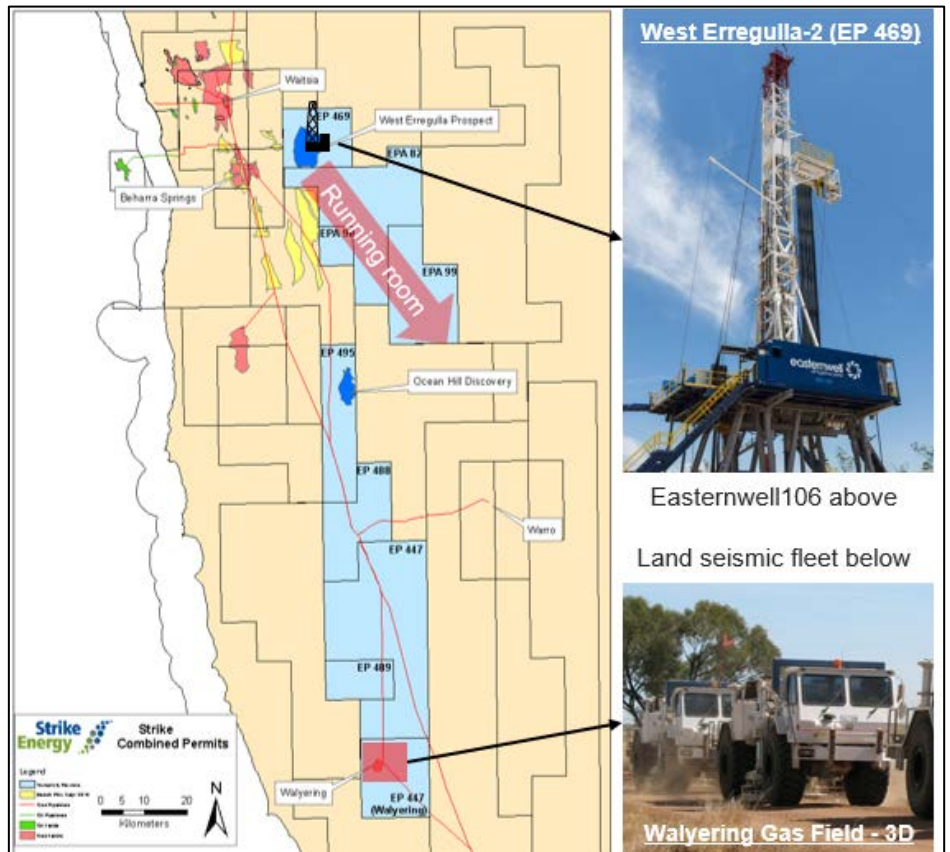 Waitsia
EP 469
West Erregulla Prospect
EPA 82
Beharra Springs
Running room
EPA 99
EP 495
Ocean Hill Discovery
EP 488
Warro
EP 447
EP 489
Walyering
EP 447
(Walyering)
Strike
Energy
Strike
Combined Permits
Legend
0 5 10 20
Kilometers
N
West Erregulla-2 (EP 469)
easternwell
Easternwell106 above
Land seismic fleet below
Walyering Gas Field - 3D